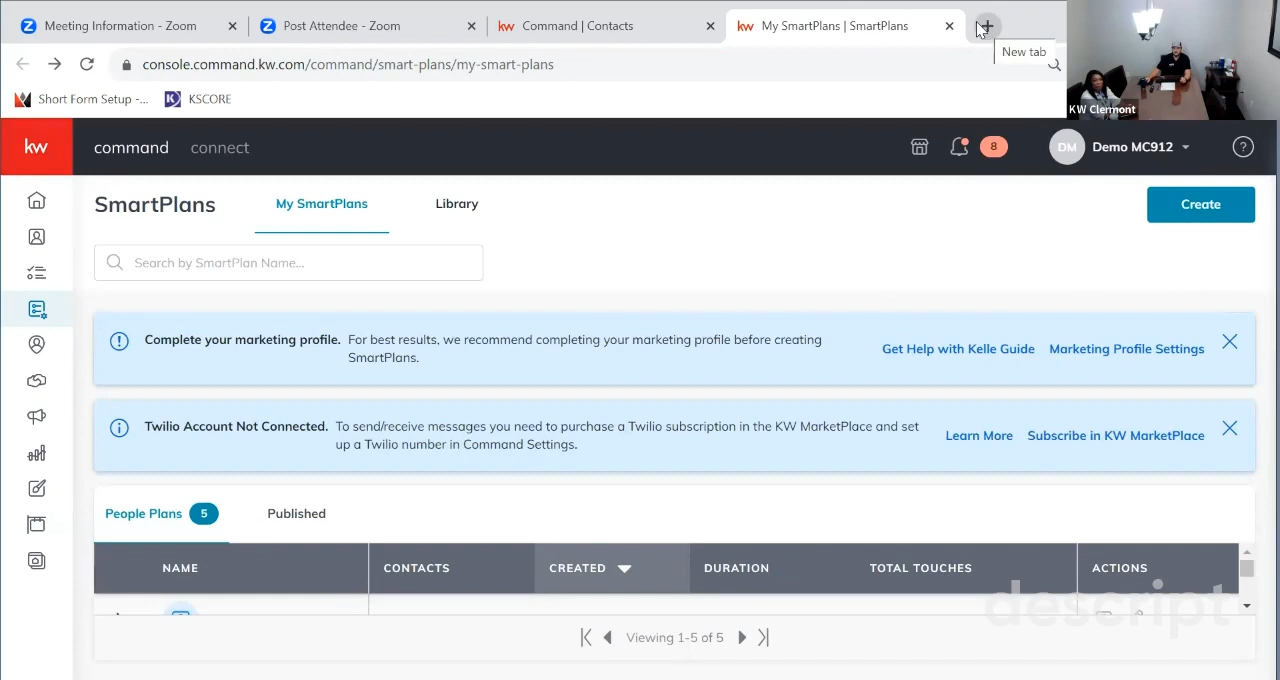 Meeting Information - Zoom
Post Attendee - Zoom
kw Command | Contacts
kw My SmartPlans | SmartPlans
New tab
console.command.kw.com/command/smart-plans/my-smart-plans
Short Form Setup -...
KSCORE
KW Clermont
kw
command
connect
8
DM
Demo MC912
?
SmartPlans
My SmartPlans
Library
Create
Search by SmartPlan Name...
Complete your marketing profile. For best results, we recommend completing your marketing profile before creating
SmartPlans.
Get Help with Kelle Guide
Marketing Profile Settings
Twilio Account Not Connected. To send/receive messages you need to purchase a Twilio subscription in the KW MarketPlace and set
up a Twilio number in Command Settings.
Learn More
Subscribe in KW MarketPlace
People Plans 5
Published
NAME
CONTACTS
CREATED
DURATION
TOTAL TOUCHES
ACTIONS
descript
Viewing 1-5 of 5